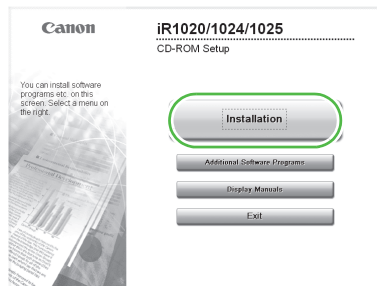 Canon
iR1020/1024/1025
CD-ROM Setup
You can install software
programs etc. on this
screen. Select a menu on
the right.
Installation
Additional Software Programs
Display Manuals
Exit